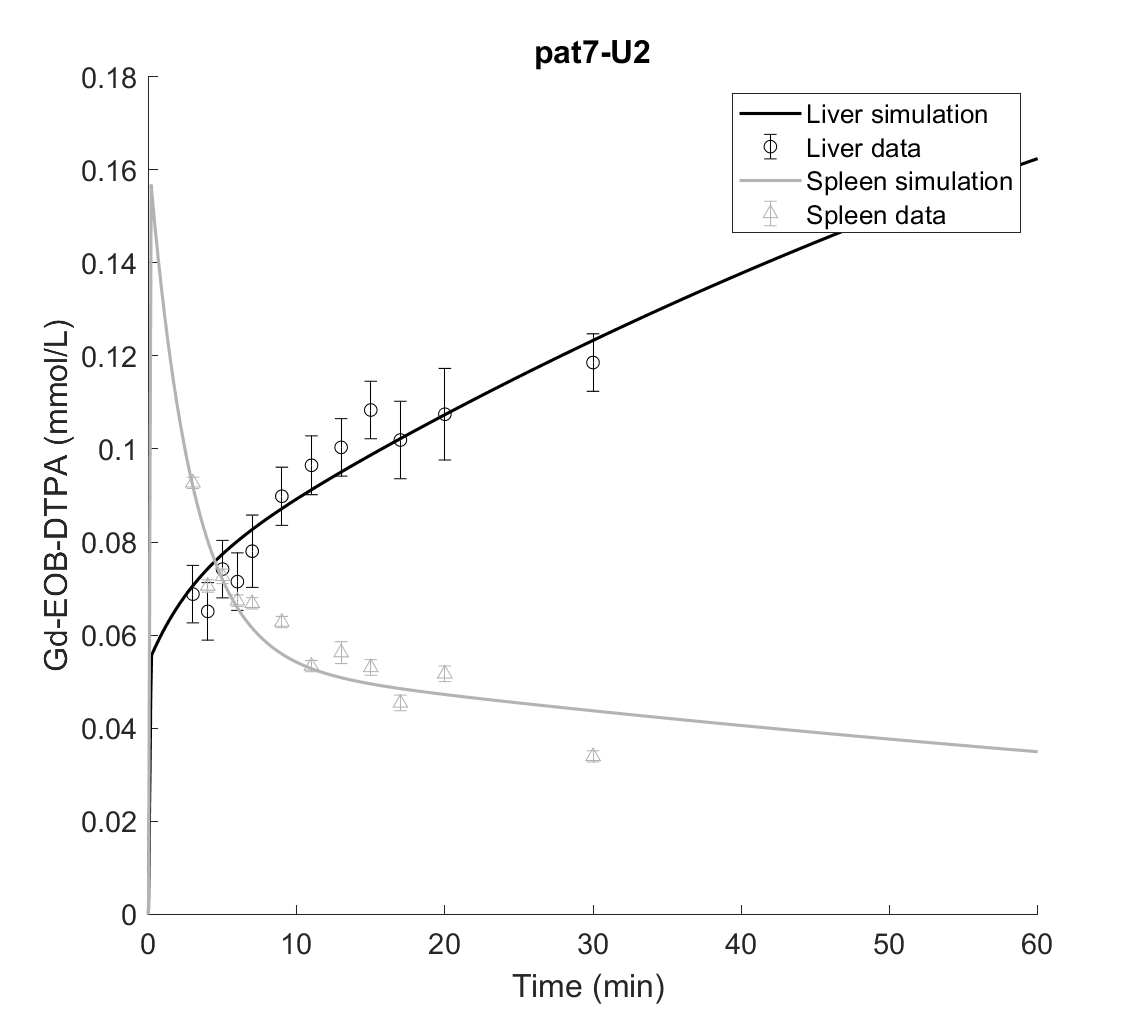 pat7-U2
0.18
0.16
0.14
0.12
0.1
0.08
0.06
0.04
0.02
0
Gd-EOB-DTPA (mmol/L)
Liver simulation
Liver data
Spleen simulation
Spleen data
0 10 20 30 40 50 60
Time (min)